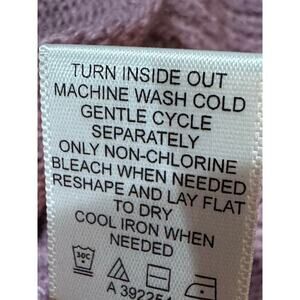 TURN INSIDE OUT
MACHINE WASH COLD
GENTLE CYCLE
SEPARATELY
ONLY NON-CHLORINE
BLEACH WHEN NEEDED
RESHAPE AND LAY FLAT
TO DRY
COOL IRON WHEN
NEEDED
30C
A 392254